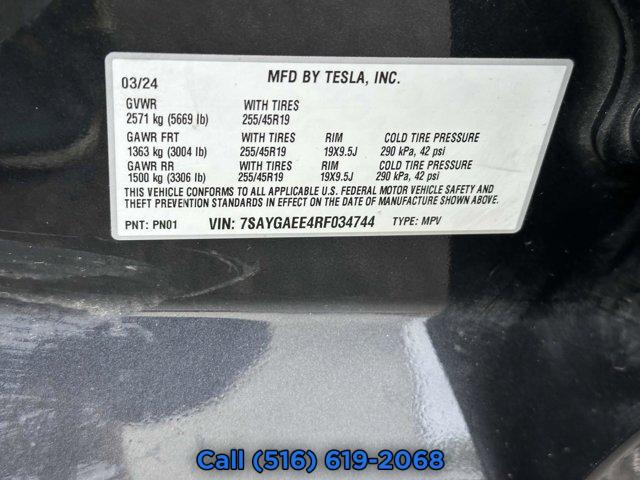 03/24 MFD BY TESLA, INC.
GVWR WITH TIRES
2571 kg (5669 lb) 255/45R19
GAWR FRT WITH TIRES RIM COLD TIRE PRESSURE
1363 kg (3004 lb) 255/45R19 19X9.5J 290 kPa, 42 psi
GAWR RR WITH TIRES RIM COLD TIRE PRESSURE
1500 kg (3306 lb) 255/45R19 19X9.5J 290 kPa, 42 psi
THIS VEHICLE CONFORMS TO ALL APPLICABLE U.S. FEDERAL MOTOR VEHICLE SAFETY AND
THEFT PREVENTION STANDARDS IN EFFECT ON THE DATE OF MANUFACTURE SHOWN ABOVE.
PNT: PN01 VIN: 7SAYGAEE4RF034744 TYPE: MPV
Call (516) 619-2068